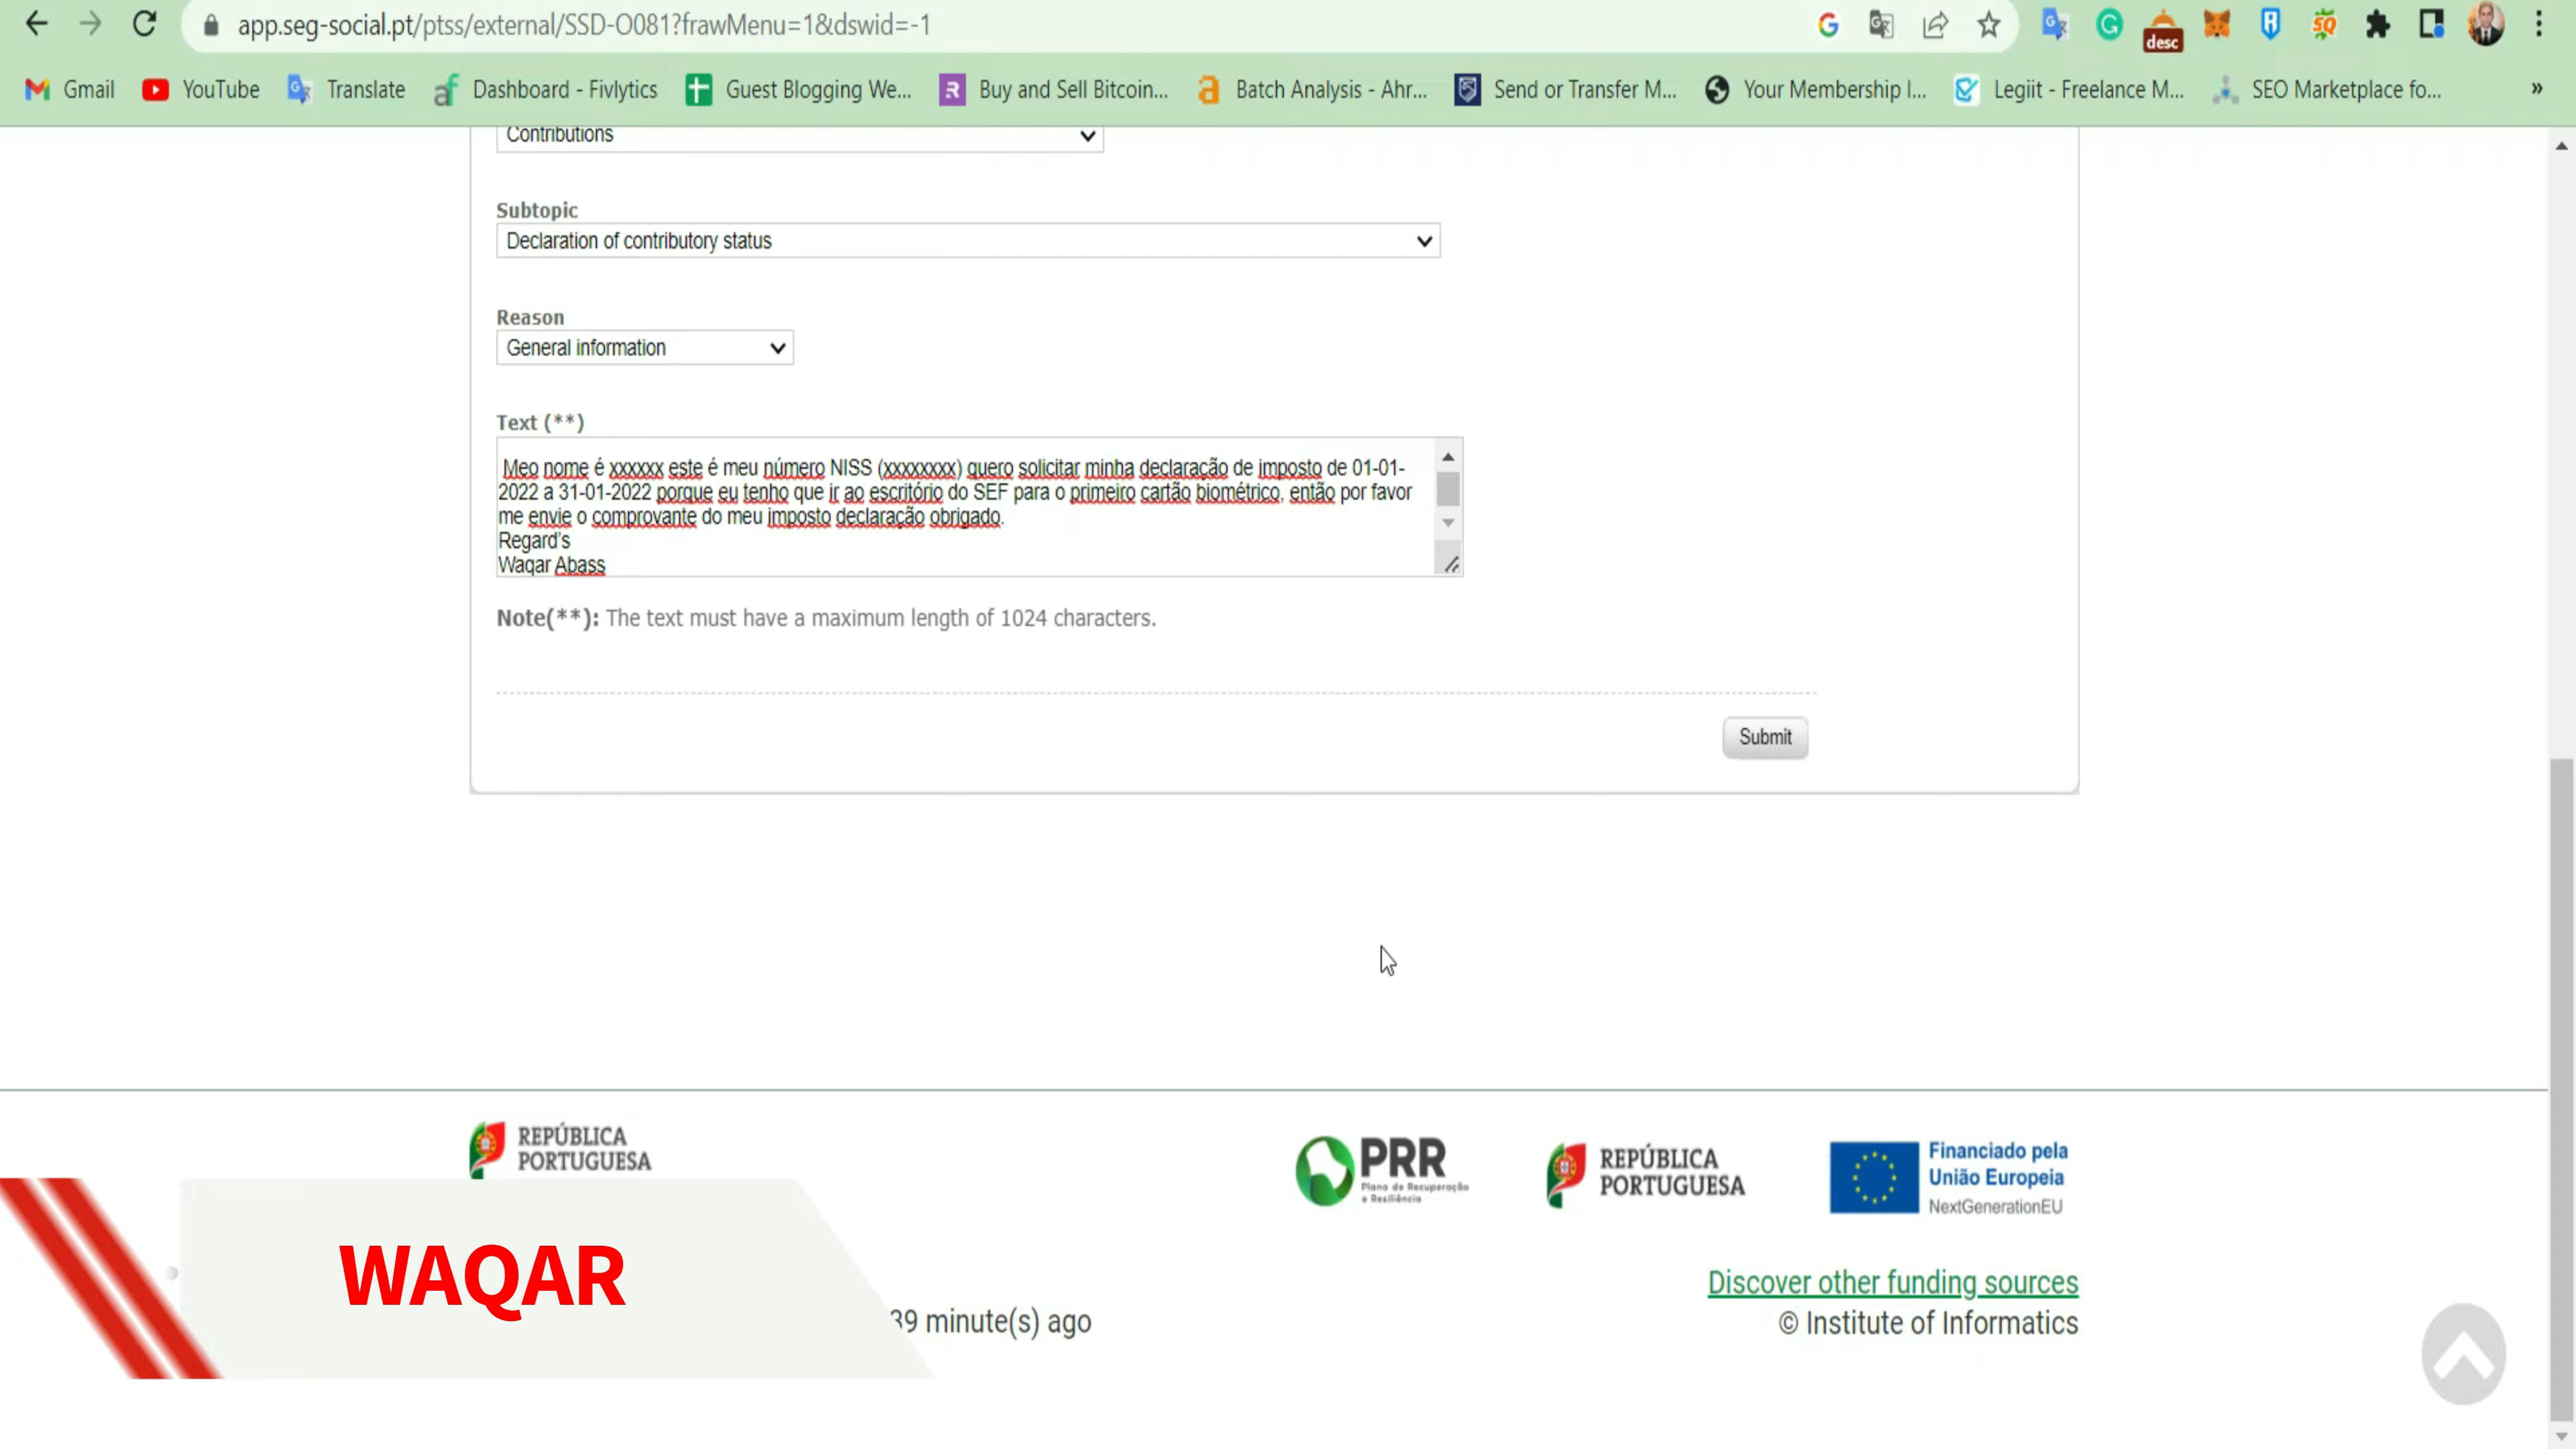 app.seg-social.pt/ptss/external/SSD-O081?frawMenu=1&dswid=-1
desc
Gmail YouTube Translate Dashboard - Fivlytics Guest Blogging We... Buy and Sell Bitcoin... Batch Analysis - Ahr... Send or Transfer M... Your Membership I... Legiit - Freelance M... SEO Marketplace fo... »
Contributions
Subtopic
Declaration of contributory status
Reason
General information
Text (**)
Meo nome é xxxxxx este é meu número NISS (xxxxxxxx) quero solicitar minha declaração de imposto de 01-01-
2022 a 31-01-2022 porque eu tenho que ir ao escritório do SEF para o primeiro cartão biométrico, então por favor
me envie o comprovante do meu imposto declaração obrigado.
Regard's
Waqar Abass
Note(**): The text must have a maximum length of 1024 characters.
Submit
REPÚBLICA
PORTUGUESA
PRR
Plano de Recuperação
e Resiliência
REPÚBLICA
PORTUGUESA
Financiado pela
União Europeia
NextGenerationEU
WAQAR
39 minute(s) ago
Discover other funding sources
© Institute of Informatics